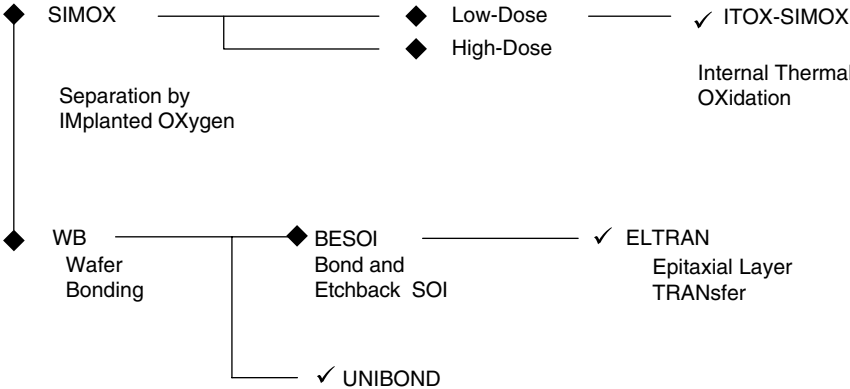 SIMOX
Low-Dose
ITOX-SIMOX
High-Dose
Internal Thermal
OXidation
Separation by
IMplanted OXygen
WB
Wafer
Bonding
BESOI
Bond and
Etchback SOI
ELTRAN
Epitaxial Layer
TRANsfer
UNIBOND